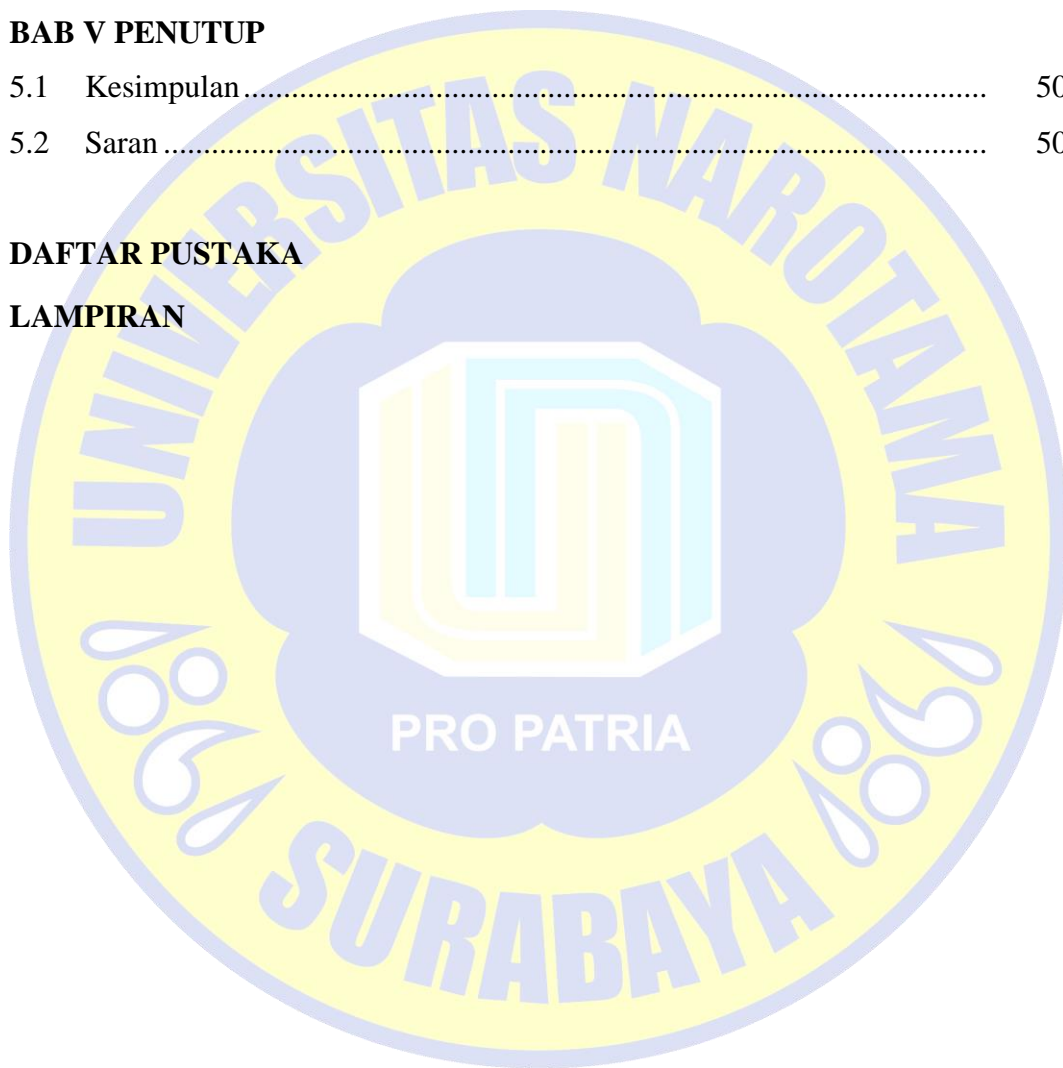 BAB V PENUTUP
5.1 Kesimpulan........................................................................................ 50
5.2 Saran.................................................................................................. 50
DAFTAR PUSTAKA
LAMPIRAN
UNIVERSITAS NAROTAMA
PRO PATRIA
SURABAYA